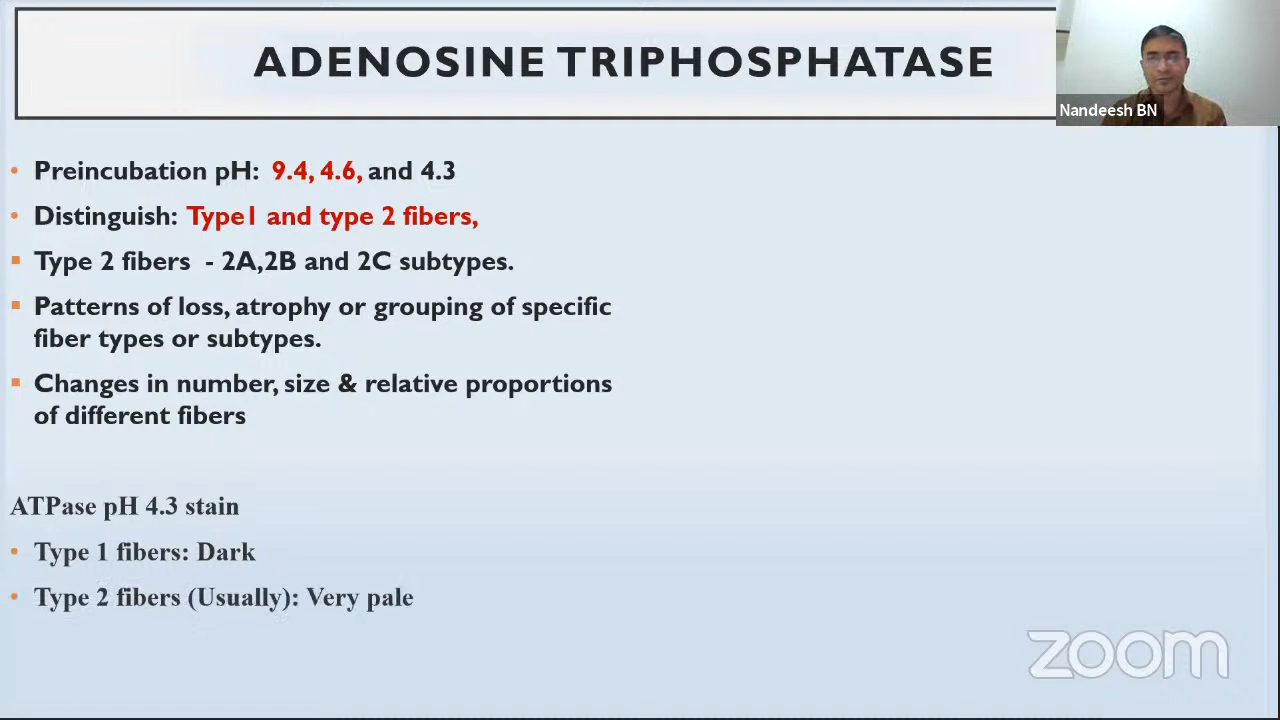 ADENOSINE TRIPHOSPHATASE
Nandeesh BN
• Preincubation pH: 9.4, 4.6, and 4.3
• Distinguish: Type1 and type 2 fibers,
▪ Type 2 fibers - 2A,2B and 2C subtypes.
▪ Patterns of loss, atrophy or grouping of specific
fiber types or subtypes.
▪ Changes in number, size & relative proportions
of different fibers
ATPase pH 4.3 stain
• Type 1 fibers: Dark
• Type 2 fibers (Usually): Very pale
zoom